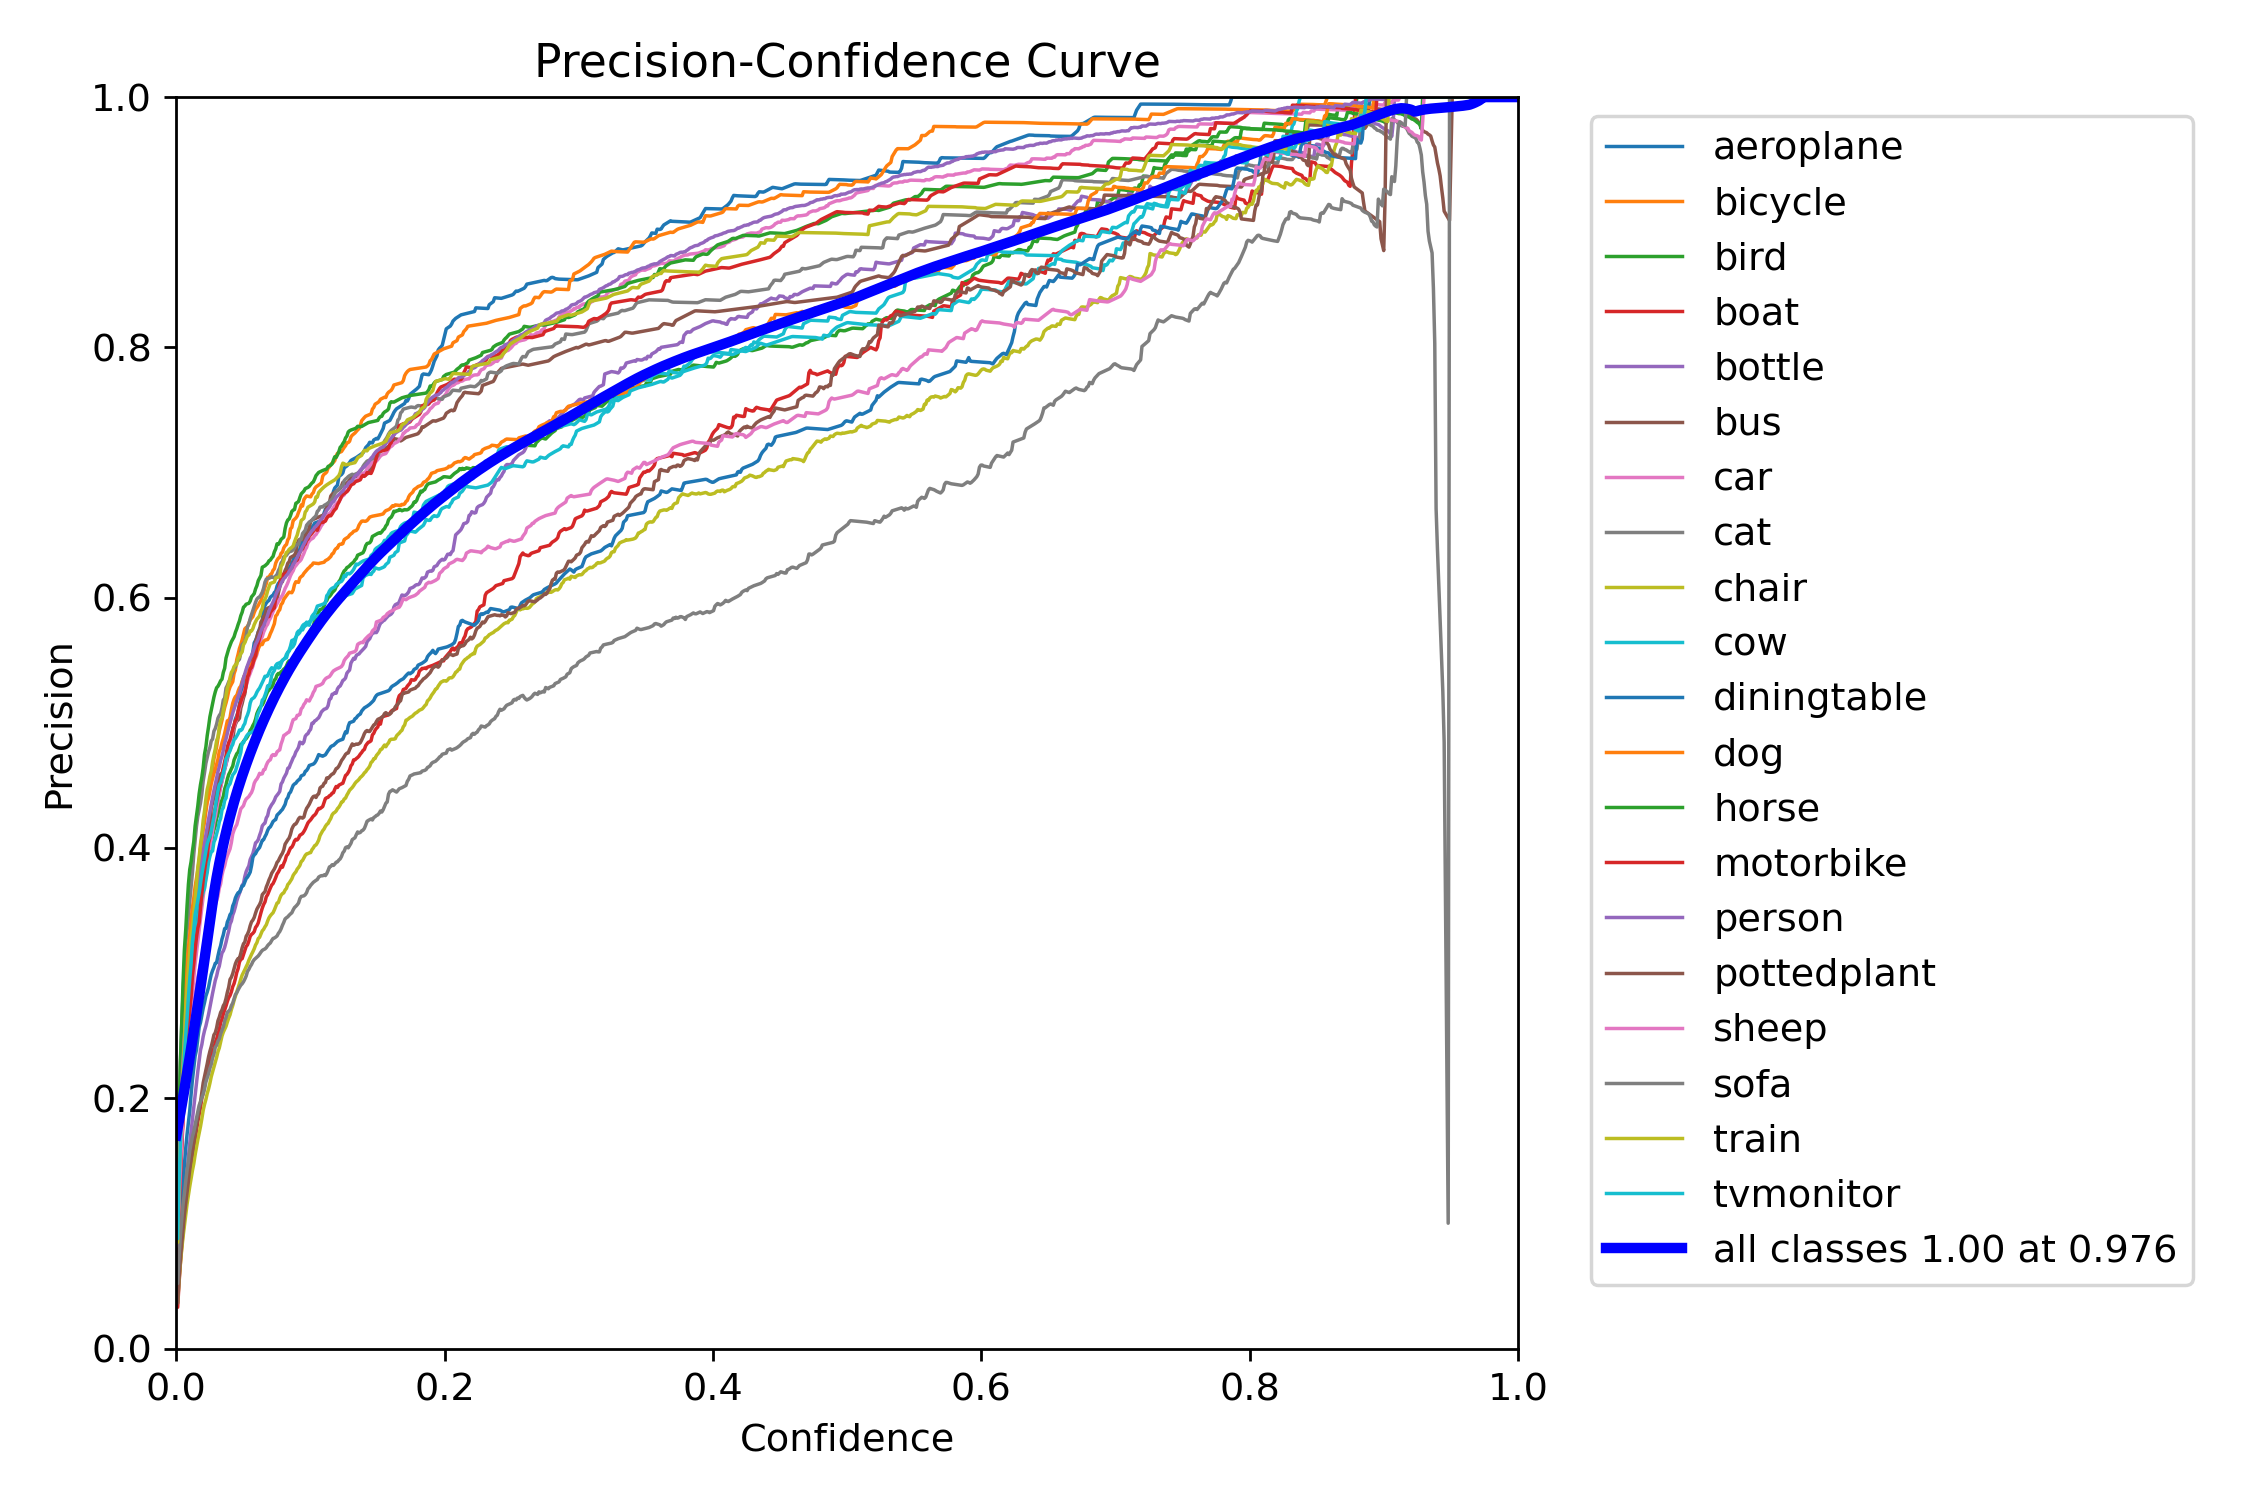 Precision-Confidence Curve
1.0
0.8
0.6
0.4
0.2
0.0
Precision
0.0 0.2 0.4 0.6 0.8 1.0
Confidence
aeroplane
bicycle
bird
boat
bottle
bus
car
cat
chair
cow
diningtable
dog
horse
motorbike
person
pottedplant
sheep
sofa
train
tvmonitor
all classes 1.00 at 0.976